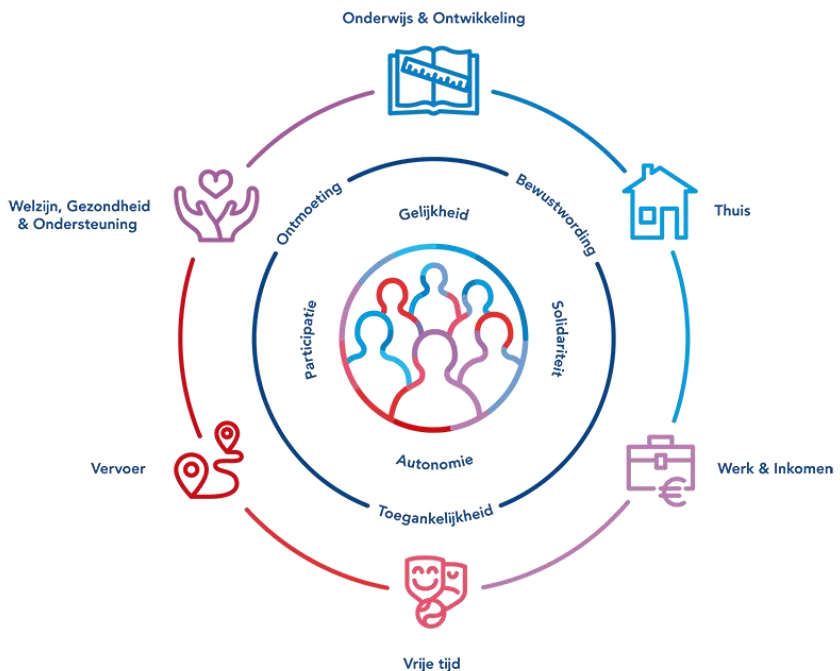 Onderwijs & Ontwikkeling
Welzijn, Gezondheid
& Ondersteuning
Thuis
Ontmoeting
Bewustwording
Gelijkheid
Participatie
Solidariteit
Autonomie
Toegankelijkheid
Vervoer
Werk & Inkomen
Vrije tijd